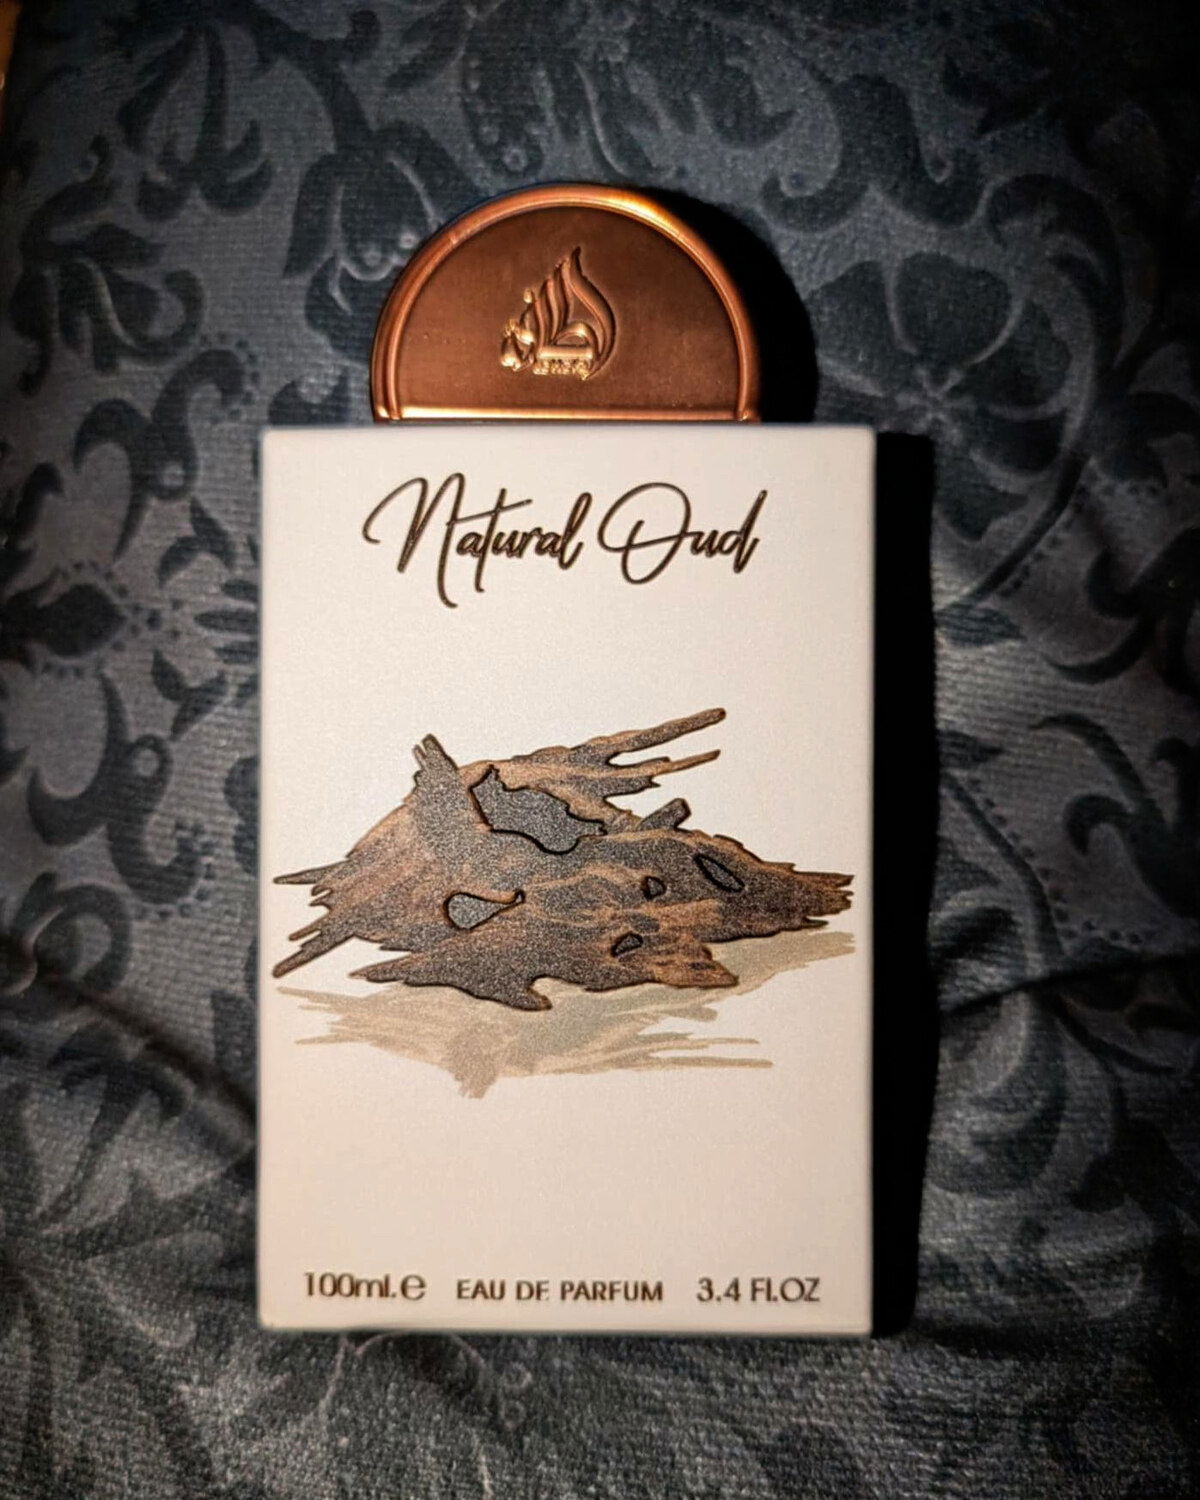 Natural Oud
100ml.e EAU DE PARFUM 3.4 Fl.OZ